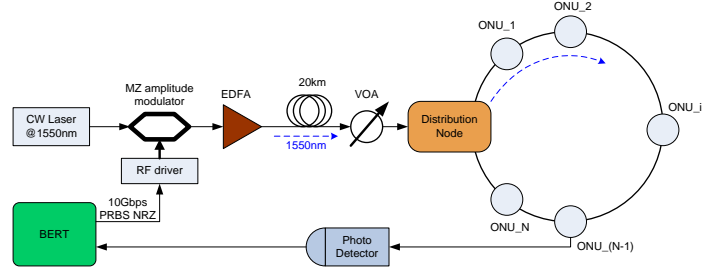 ONU_1
ONU_2
MZ amplitude
modulator
EDFA
20km
VOA
CW Laser
@1550nm
Distribution
Node
ONU_i
1550nm
RF driver
10Gbps
PRBS NRZ
BERT
Photo
Detector
ONU_N
ONU_(N-1)